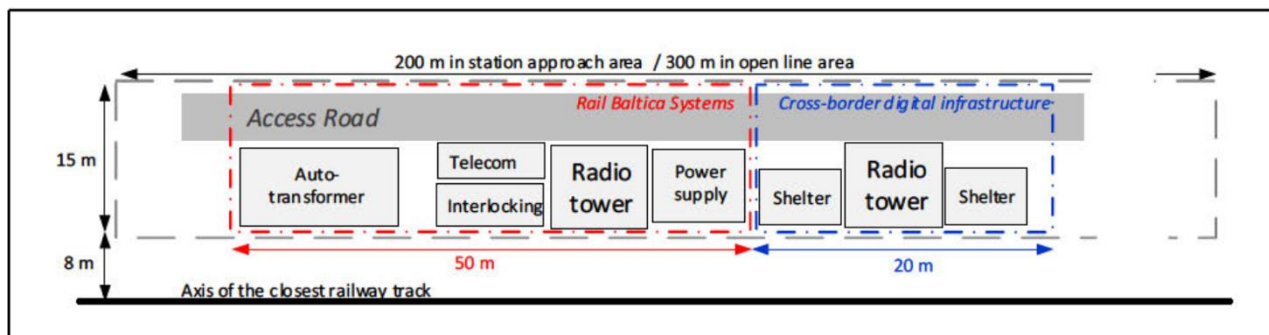 200 m in station approach area / 300 m in open line area
Rail Baltica Systems
Cross-border digital infrastructure
Access Road
15 m
Auto-
transformer
Telecom
Interlocking
Radio
tower
Power
supply
Shelter
Radio
tower
Shelter
8 m
50 m
20 m
Axis of the closest railway track